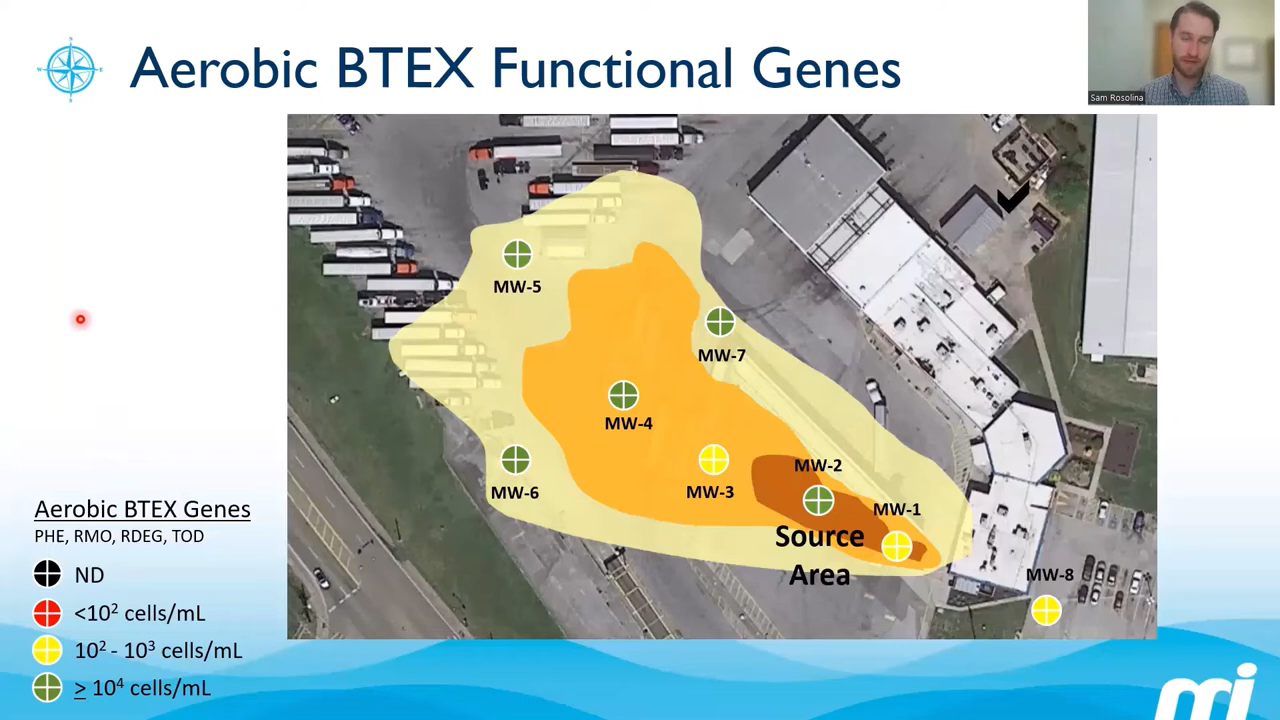 Aerobic BTEX Functional Genes
Sam Rosolina
MW-5
MW-7
MW-4
MW-6
MW-3
MW-2
MW-1
Source
Area
MW-8
Aerobic BTEX Genes
PHE, RMO, RDEG, TOD
ND
<10² cells/mL
10² - 10³ cells/mL
≥ 10⁴ cells/mL
mi